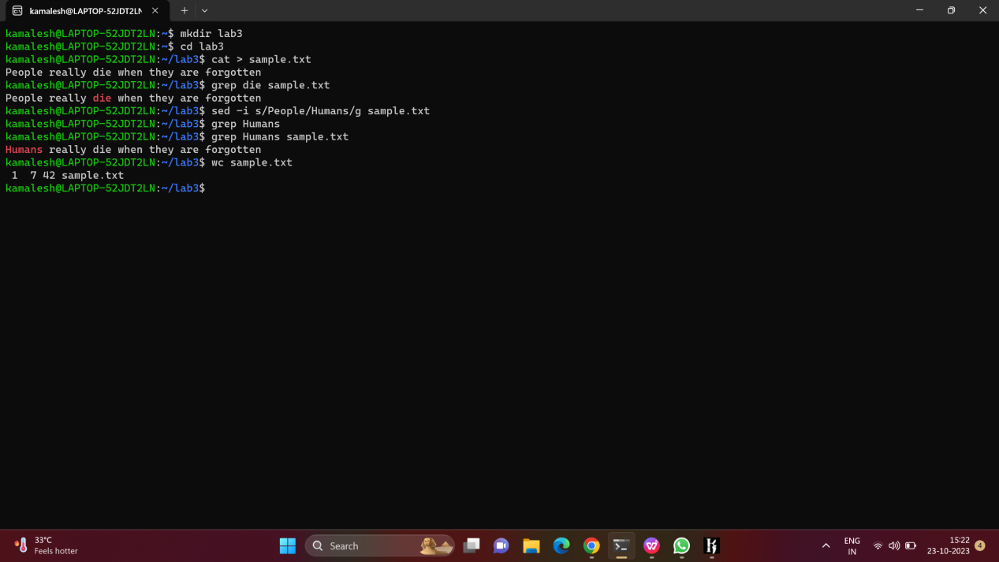 kamalesh@LAPTOP-52JDT2LN
kamalesh@LAPTOP-52JDT2LN:~$ mkdir lab3
kamalesh@LAPTOP-52JDT2LN:~$ cd lab3
kamalesh@LAPTOP-52JDT2LN:~/lab3$ cat > sample.txt
People really die when they are forgotten
kamalesh@LAPTOP-52JDT2LN:~/lab3$ grep die sample.txt
People really die when they are forgotten
kamalesh@LAPTOP-52JDT2LN:~/lab3$ sed -i s/People/Humans/g sample.txt
kamalesh@LAPTOP-52JDT2LN:~/lab3$ grep Humans
kamalesh@LAPTOP-52JDT2LN:~/lab3$ grep Humans sample.txt
Humans really die when they are forgotten
kamalesh@LAPTOP-52JDT2LN:~/lab3$ wc sample.txt
 1  7 42 sample.txt
kamalesh@LAPTOP-52JDT2LN:~/lab3$
33°C
Feels hotter
Search
ENG
IN
15:22
23-10-2023
4